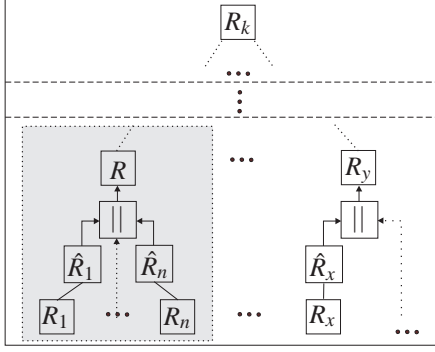 R_k
...
⋮
R ... R_y
|| ||
R̂_1 R̂_n R̂_x
R_1 ... R_n ... R_x ...